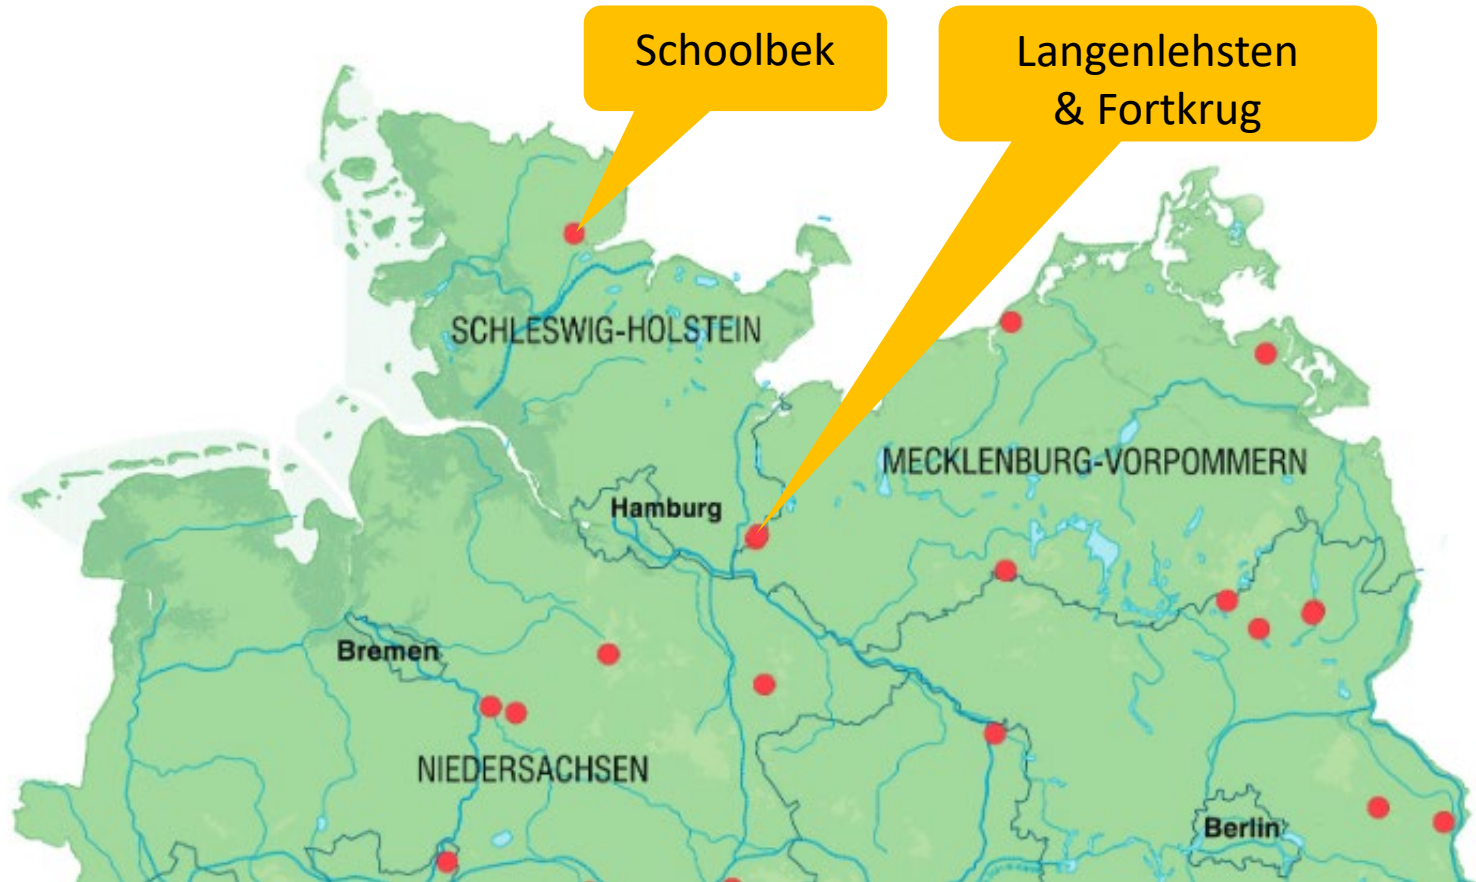 Schoolbek
Langenlehsten
& Fortkrug
SCHLESWIG-HOLSTEIN
MECKLENBURG-VORPOMMERN
Hamburg
Bremen
NIEDERSACHSEN
Berlin